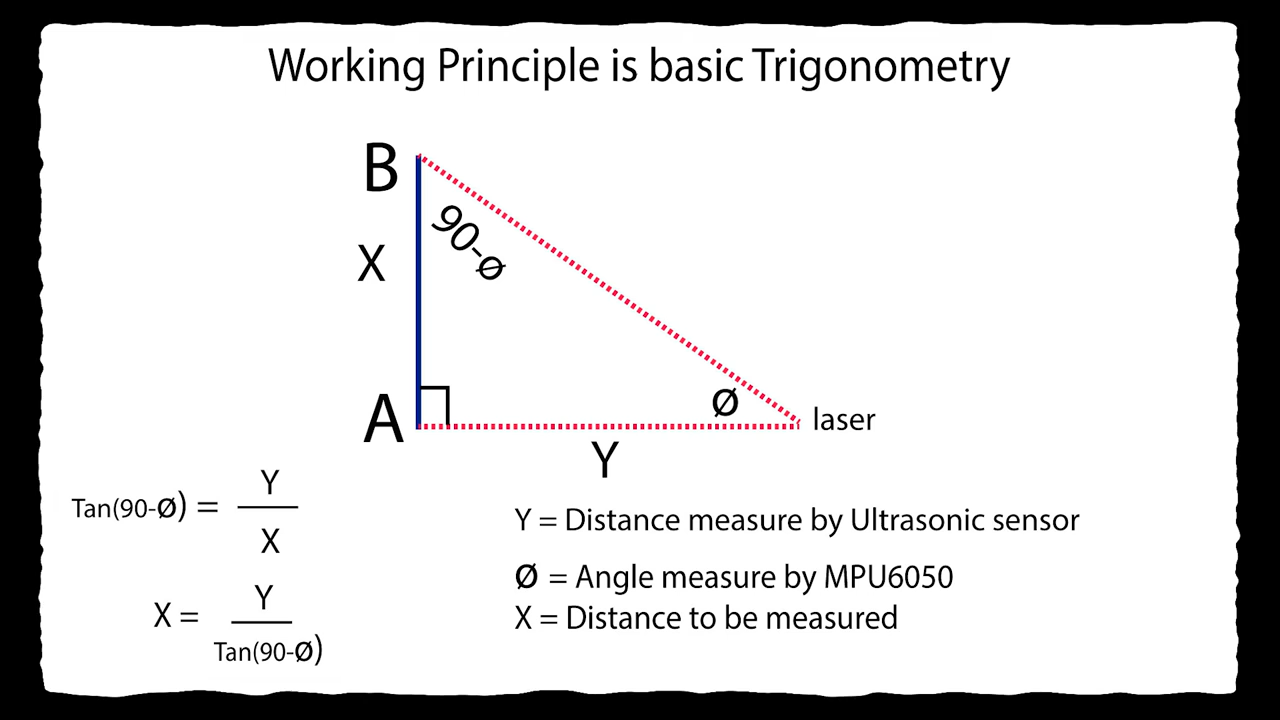 Working Principle is basic Trigonometry
B
90-ø
X
A
ø
laser
Y
Tan(90-ø) = Y
X
X = Y
Tan(90-ø)
Y = Distance measure by Ultrasonic sensor
ø = Angle measure by MPU6050
X = Distance to be measured